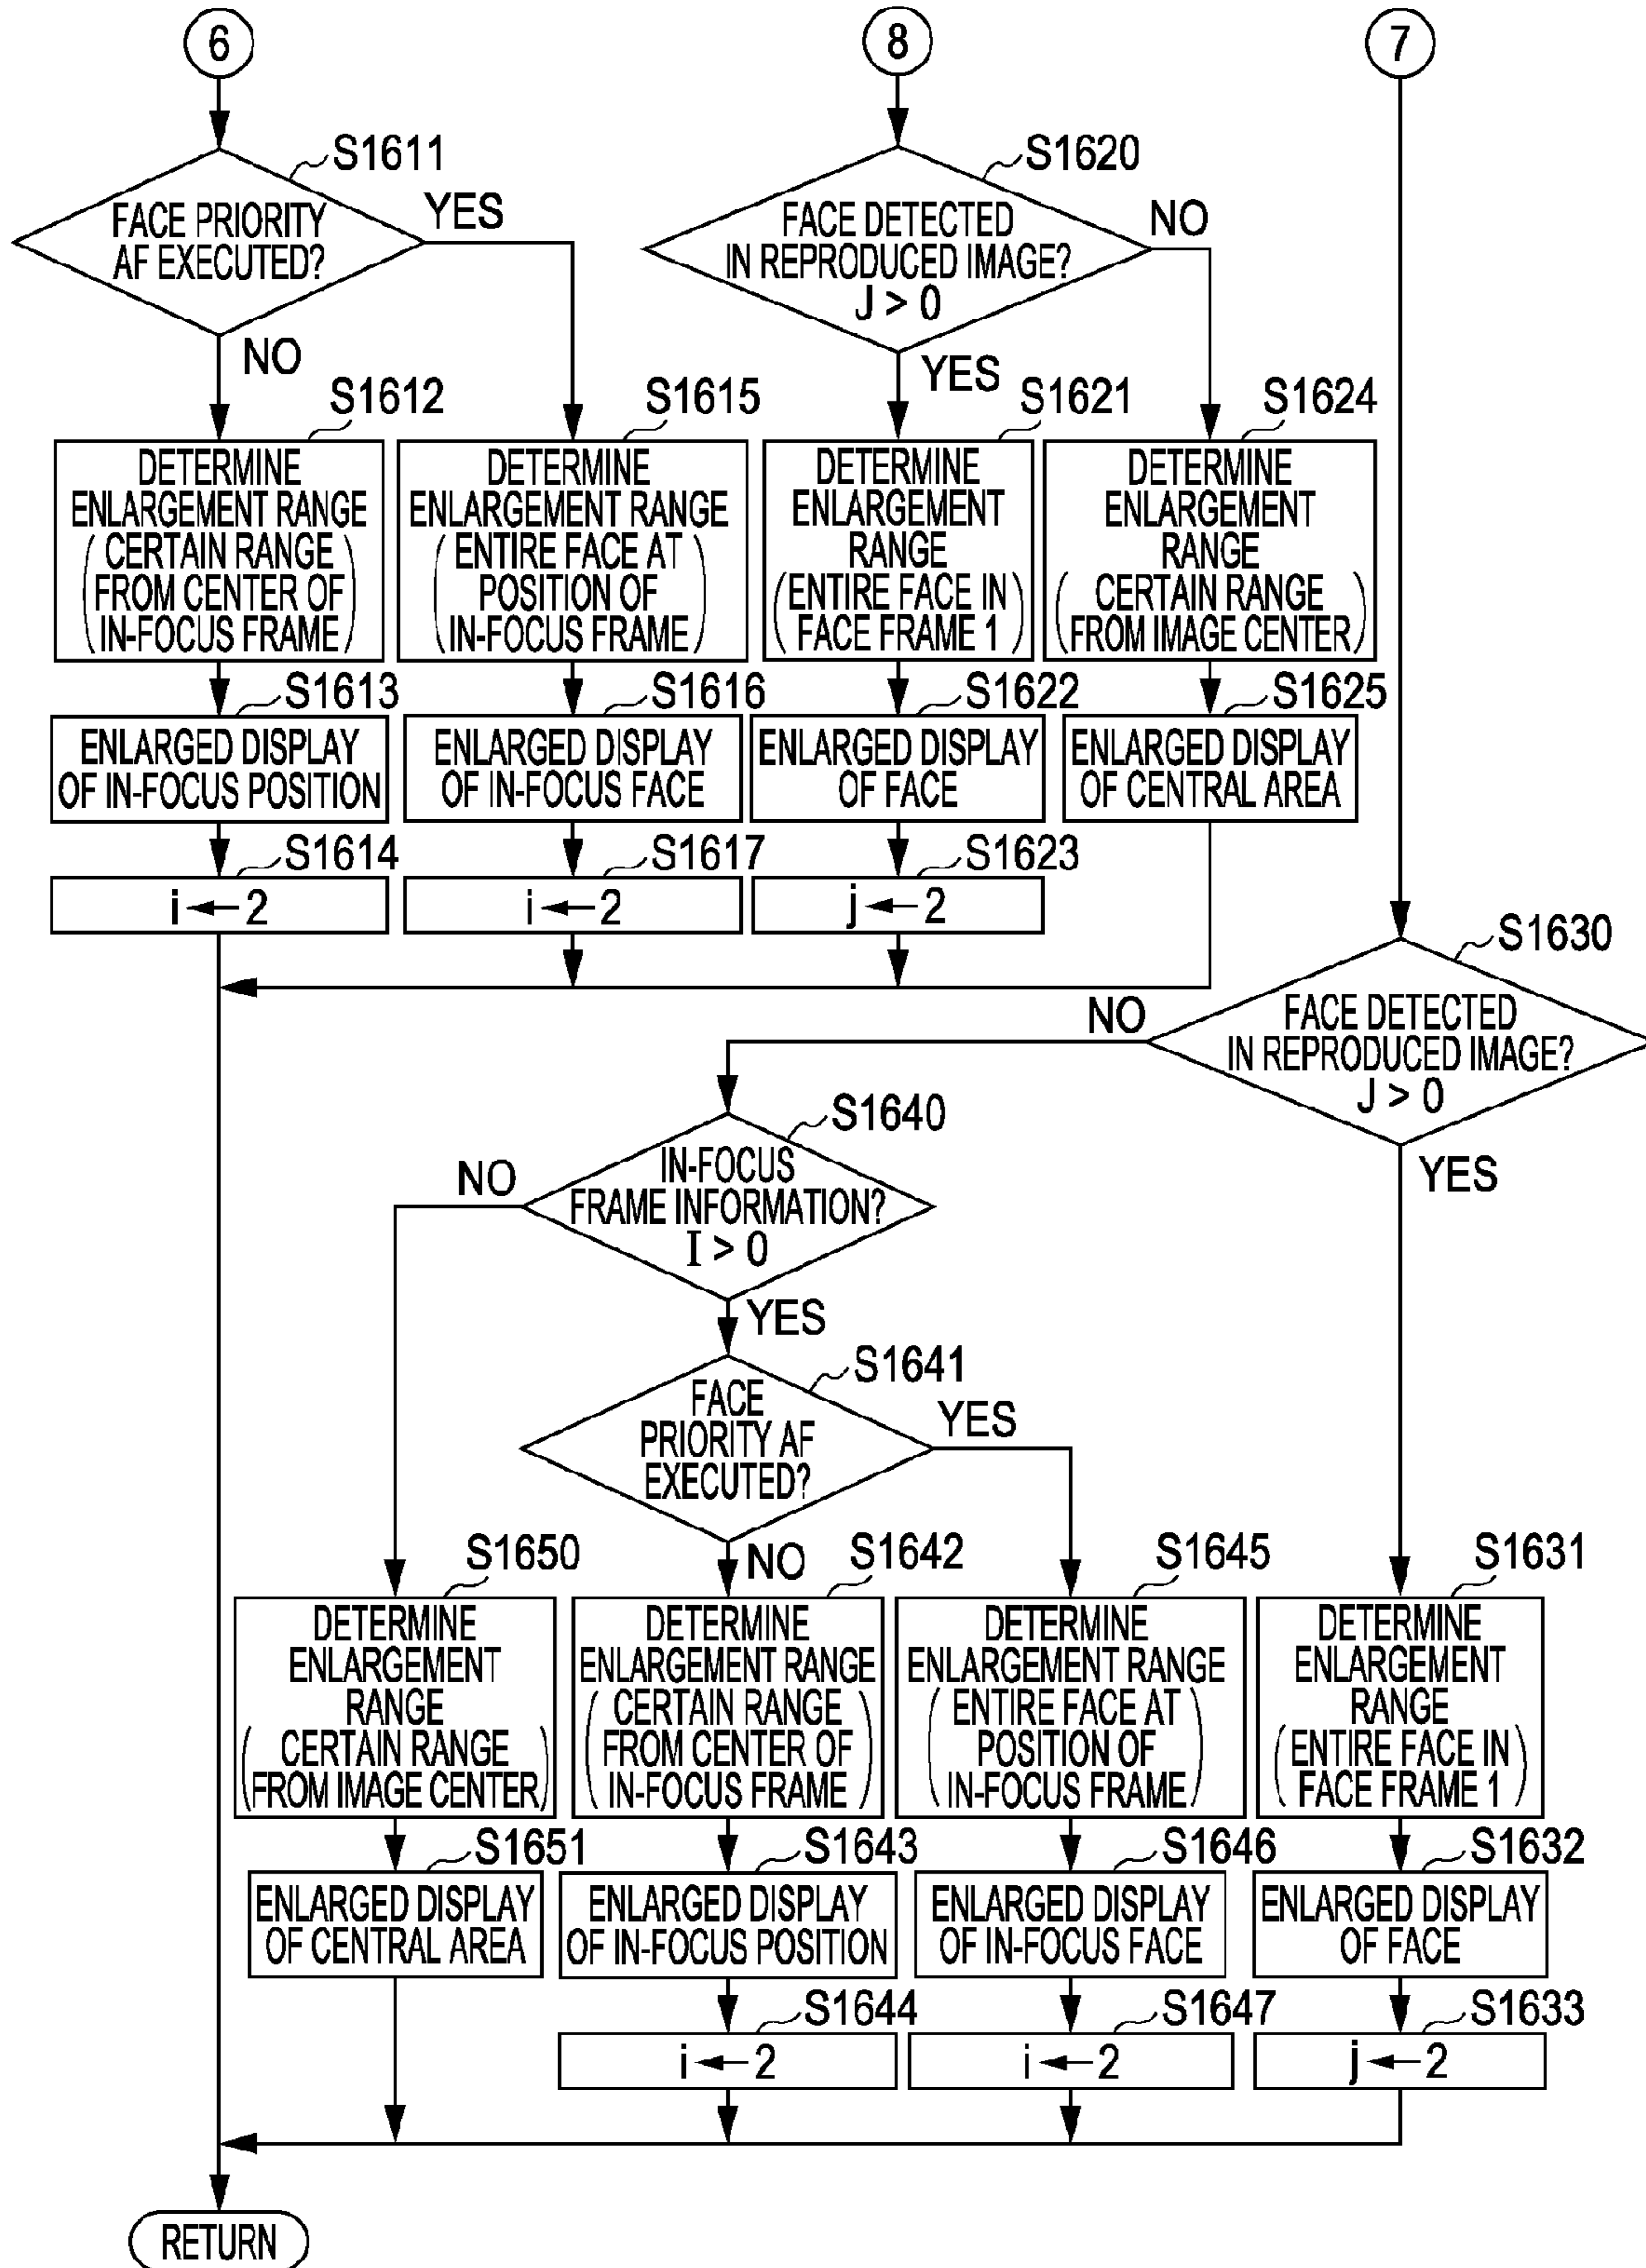 6
8
7
S1611
FACE PRIORITY
AF EXECUTED?
YES
NO
S1620
FACE DETECTED
IN REPRODUCED IMAGE?
J > 0
NO
YES
S1612
DETERMINE
ENLARGEMENT RANGE
( CERTAIN RANGE
FROM CENTER OF
IN-FOCUS FRAME )
S1615
DETERMINE
ENLARGEMENT RANGE
( ENTIRE FACE AT
POSITION OF
IN-FOCUS FRAME )
S1621
DETERMINE
ENLARGEMENT
RANGE
( ENTIRE FACE IN
FACE FRAME 1 )
S1624
DETERMINE
ENLARGEMENT
RANGE
( CERTAIN RANGE
FROM IMAGE CENTER )
S1613
ENLARGED DISPLAY
OF IN-FOCUS POSITION
S1616
ENLARGED DISPLAY
OF IN-FOCUS FACE
S1622
ENLARGED DISPLAY
OF FACE
S1625
ENLARGED DISPLAY
OF CENTRAL AREA
S1614
i ← 2
S1617
i ← 2
S1623
j ← 2
S1630
FACE DETECTED
IN REPRODUCED IMAGE?
J > 0
NO
YES
S1640
IN-FOCUS
FRAME INFORMATION?
I > 0
NO
YES
S1641
FACE
PRIORITY AF
EXECUTED?
YES
NO
S1650
DETERMINE
ENLARGEMENT
RANGE
( CERTAIN RANGE
FROM IMAGE CENTER )
S1642
DETERMINE
ENLARGEMENT RANGE
( CERTAIN RANGE
FROM CENTER OF
IN-FOCUS FRAME )
S1645
DETERMINE
ENLARGEMENT RANGE
( ENTIRE FACE AT
POSITION OF
IN-FOCUS FRAME )
S1631
DETERMINE
ENLARGEMENT
RANGE
( ENTIRE FACE IN
FACE FRAME 1 )
S1651
ENLARGED DISPLAY
OF CENTRAL AREA
S1643
ENLARGED DISPLAY
OF IN-FOCUS POSITION
S1646
ENLARGED DISPLAY
OF IN-FOCUS FACE
S1632
ENLARGED DISPLAY
OF FACE
S1644
i ← 2
S1647
i ← 2
S1633
j ← 2
RETURN